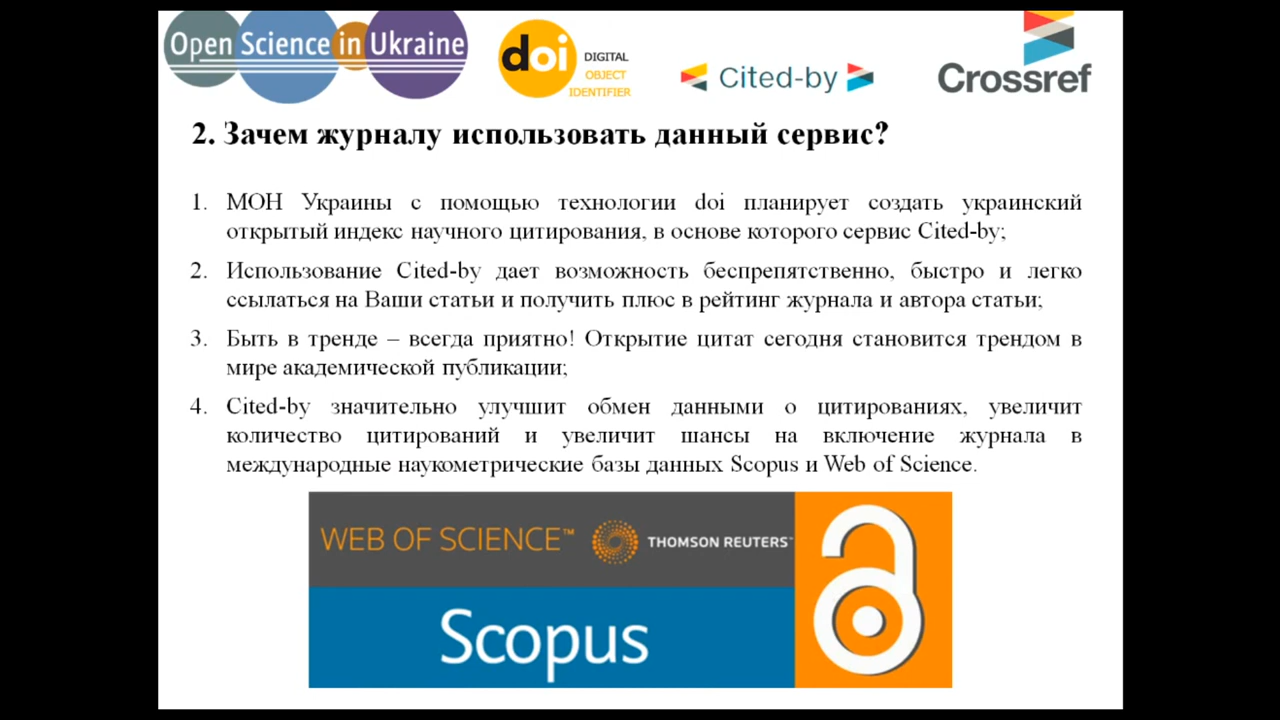 Open Science in Ukraine
doi DIGITAL
OBJECT
IDENTIFIER
Cited-by
Crossref
2. Зачем журналу использовать данный сервис?
1. МОН Украины с помощью технологии doi планирует создать украинский
открытый индекс научного цитирования, в основе которого сервис Cited-by;
2. Использование Cited-by дает возможность беспрепятственно, быстро и легко
ссылаться на Ваши статьи и получить плюс в рейтинг журнала и автора статьи;
3. Быть в тренде – всегда приятно! Открытие цитат сегодня становится трендом в
мире академической публикации;
4. Cited-by значительно улучшит обмен данными о цитированиях, увеличит
количество цитирований и увеличит шансы на включение журнала в
международные наукометрические базы данных Scopus и Web of Science.
WEB OF SCIENCE™ THOMSON REUTERS™
Scopus